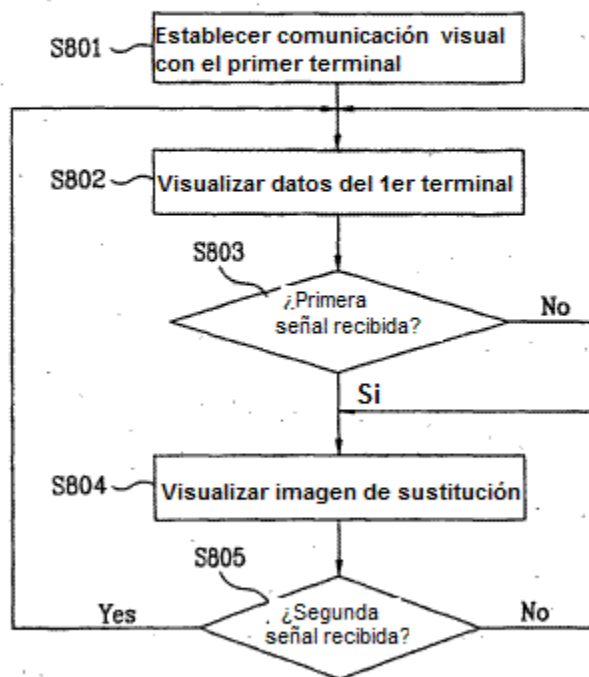 S801
Establecer comunicación visual
con el primer terminal
S802
Visualizar datos del 1er terminal
S803
¿Primera
señal recibida?
No
Si
S804
Visualizar imagen de sustitución
S805
Yes
¿Segunda
señal recibida?
No